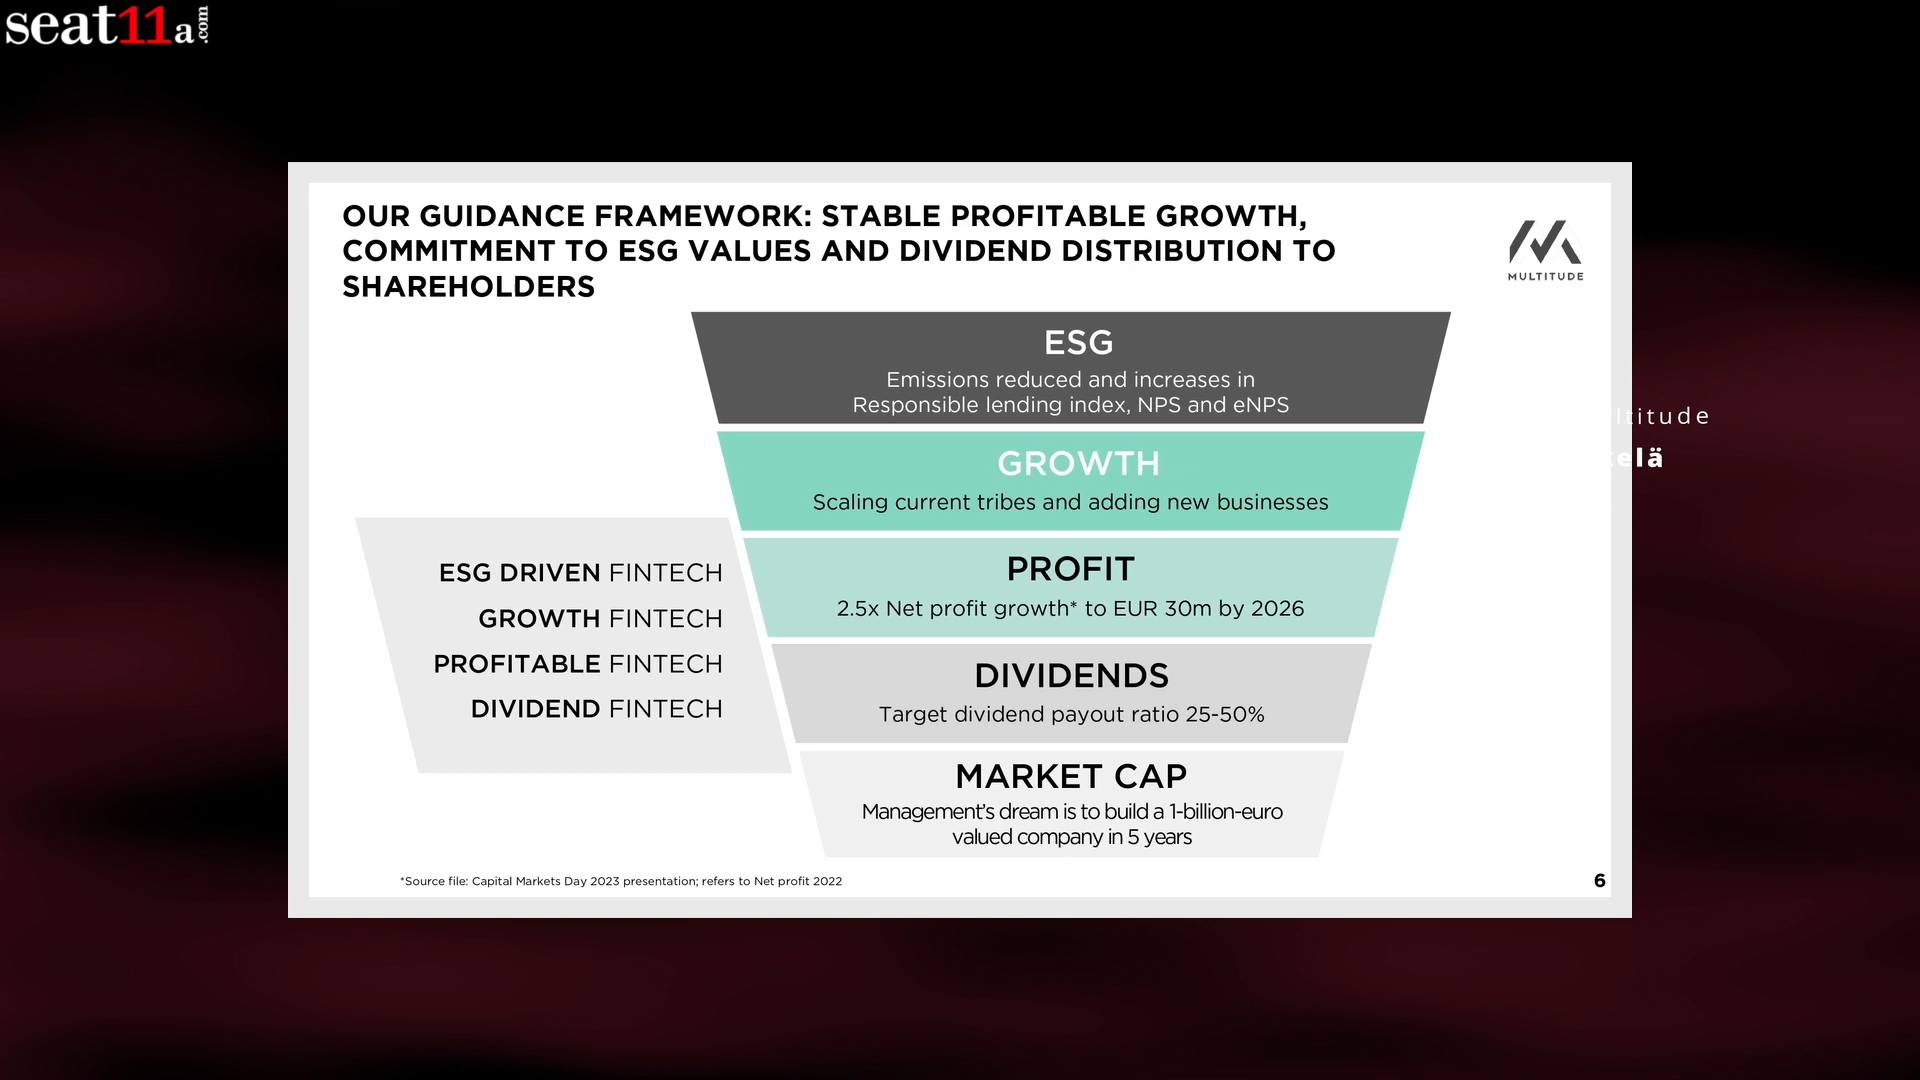 seat11a.com
OUR GUIDANCE FRAMEWORK: STABLE PROFITABLE GROWTH,
COMMITMENT TO ESG VALUES AND DIVIDEND DISTRIBUTION TO
SHAREHOLDERS
MULTITUDE
ESG
Emissions reduced and increases in
Responsible lending index, NPS and eNPS
GROWTH
Scaling current tribes and adding new businesses
PROFIT
2.5x Net profit growth* to EUR 30m by 2026
DIVIDENDS
Target dividend payout ratio 25-50%
MARKET CAP
Management's dream is to build a 1-billion-euro
valued company in 5 years
ESG DRIVEN FINTECH
GROWTH FINTECH
PROFITABLE FINTECH
DIVIDEND FINTECH
*Source file: Capital Markets Day 2023 presentation; refers to Net profit 2022
6